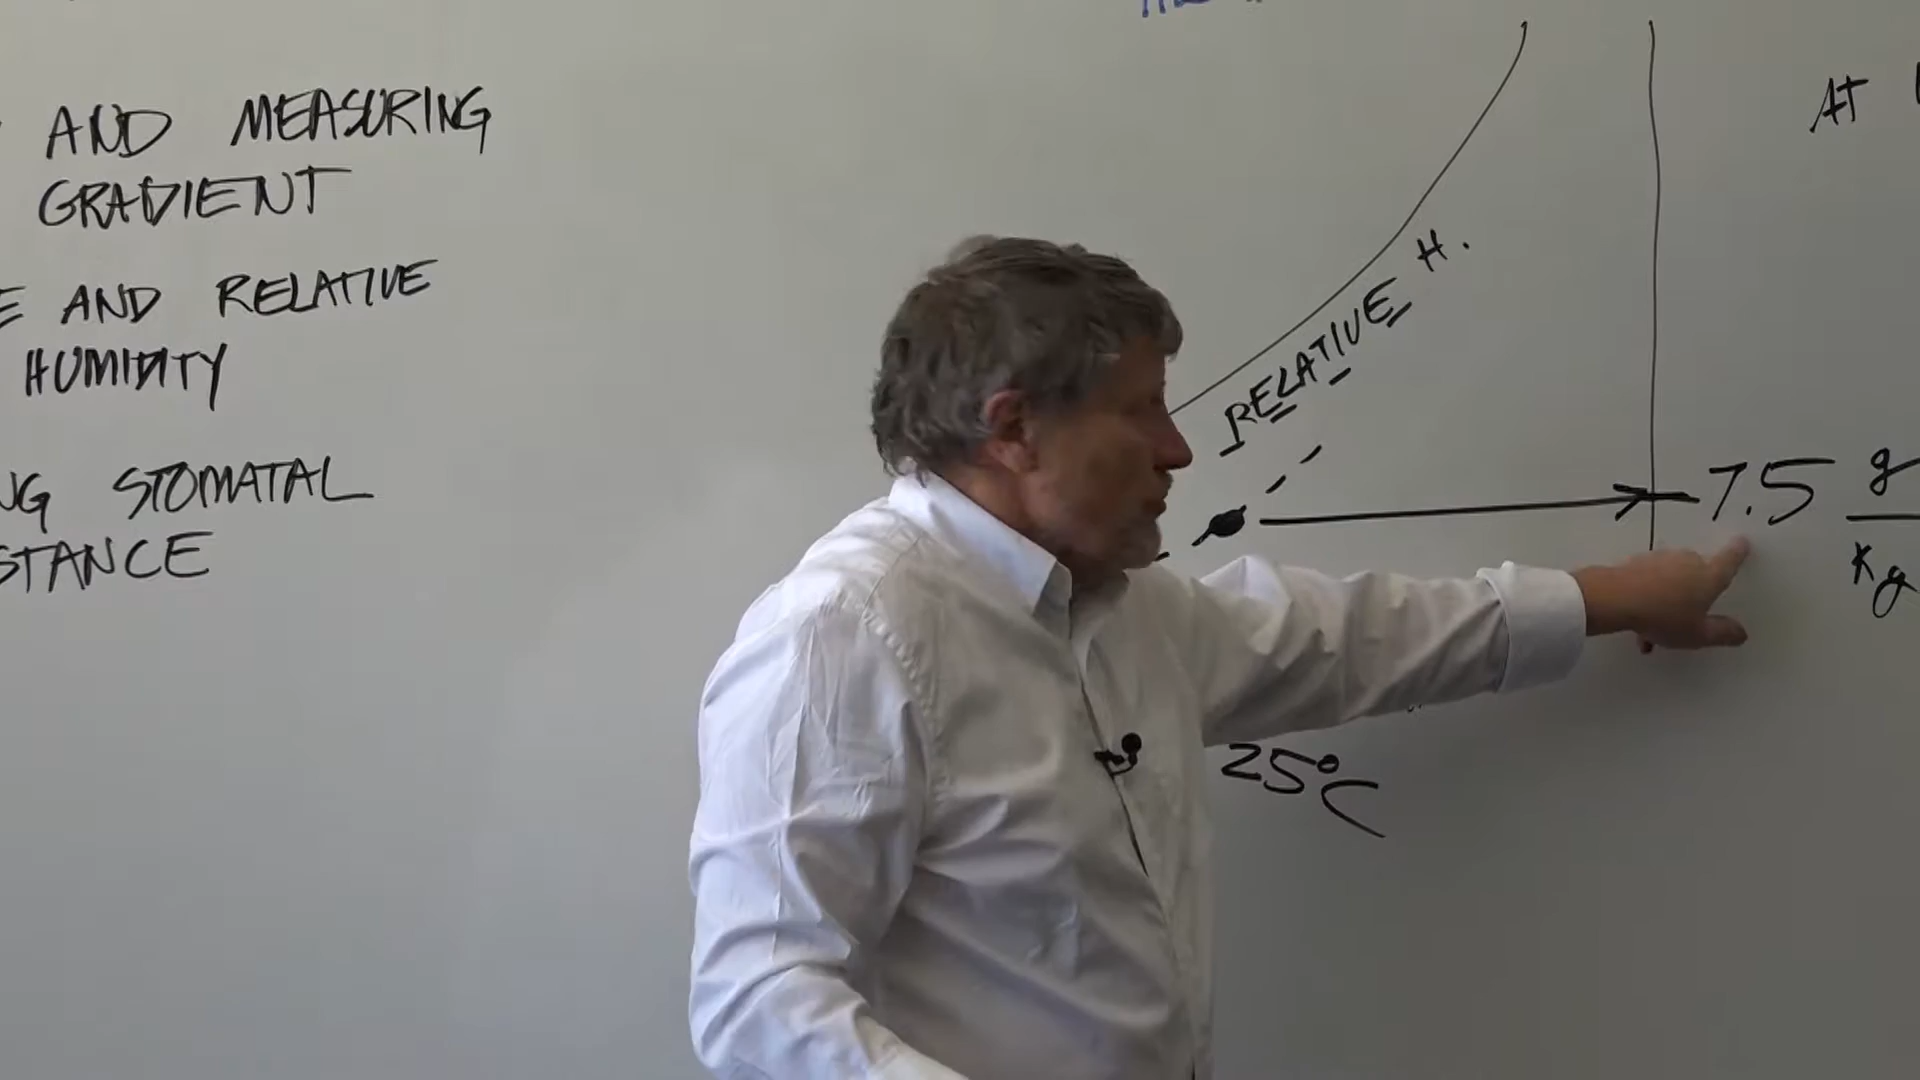 AND MEASURING
GRADIENT
E AND RELATIVE
HUMIDITY
NG STOMATAL
STANCE
RELATIVE H.
AT
7.5 g
Kg
25°C